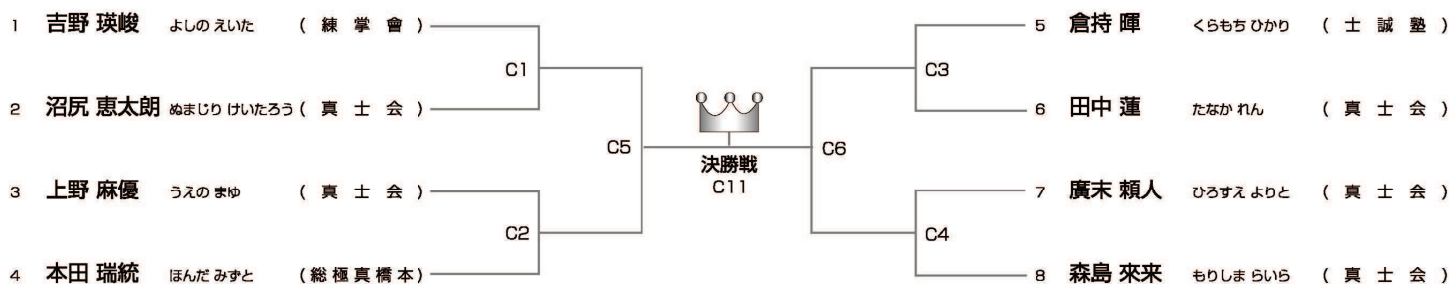 1 吉野 瑛峻 よしの えいた (練掌會)
C1
2 沼尻 恵太朗 ぬまじり けいたろう (真士会)
C5
3 上野 麻優 うえの まゆ (真士会)
C2
4 本田 瑞統 ほんだ みずと (総極真橋本)
決勝戦
C11
5 倉持 暉 くらもち ひかり (士誠塾)
C3
6 田中 蓮 たなか れん (真士会)
C6
7 廣末 頼人 ひろすえ よりと (真士会)
C4
8 森島 來来 もりしま らいら (真士会)